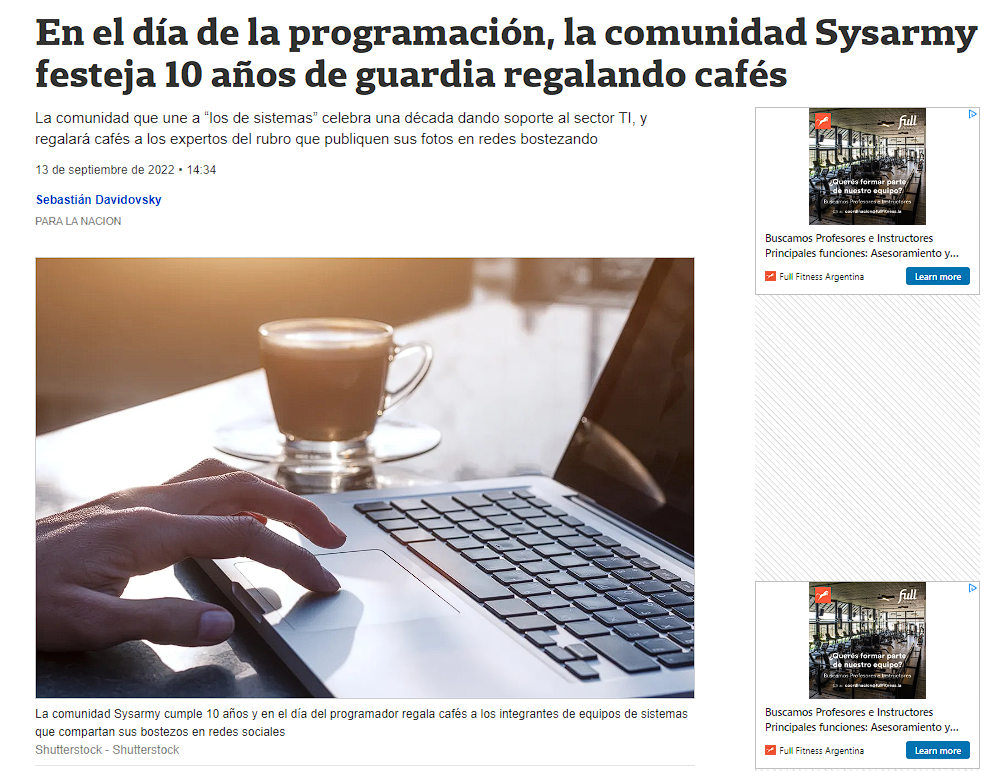 En el día de la programación, la comunidad Sysarmy
festeja 10 años de guardia regalando cafés
La comunidad que une a “los de sistemas” celebra una década dando soporte al sector TI, y
regalará cafés a los expertos del rubro que publiquen sus fotos en redes bostezando
13 de septiembre de 2022 • 14:34
Sebastián Davidovsky
PARA LA NACION
La comunidad Sysarmy cumple 10 años y en el día del programador regala cafés a los integrantes de equipos de sistemas
que compartan sus bostezos en redes sociales
Shutterstock - Shutterstock
full
¿Querés formar parte
de nuestro equipo?
Buscamos Profesores e Instructores
Buscamos Profesores e Instructores
Principales funciones: Asesoramiento y...
Full Fitness Argentina
Learn more
full
¿Querés formar parte
de nuestro equipo?
Buscamos Profesores e Instructores
Buscamos Profesores e Instructores
Principales funciones: Asesoramiento y...
Full Fitness Argentina
Learn more